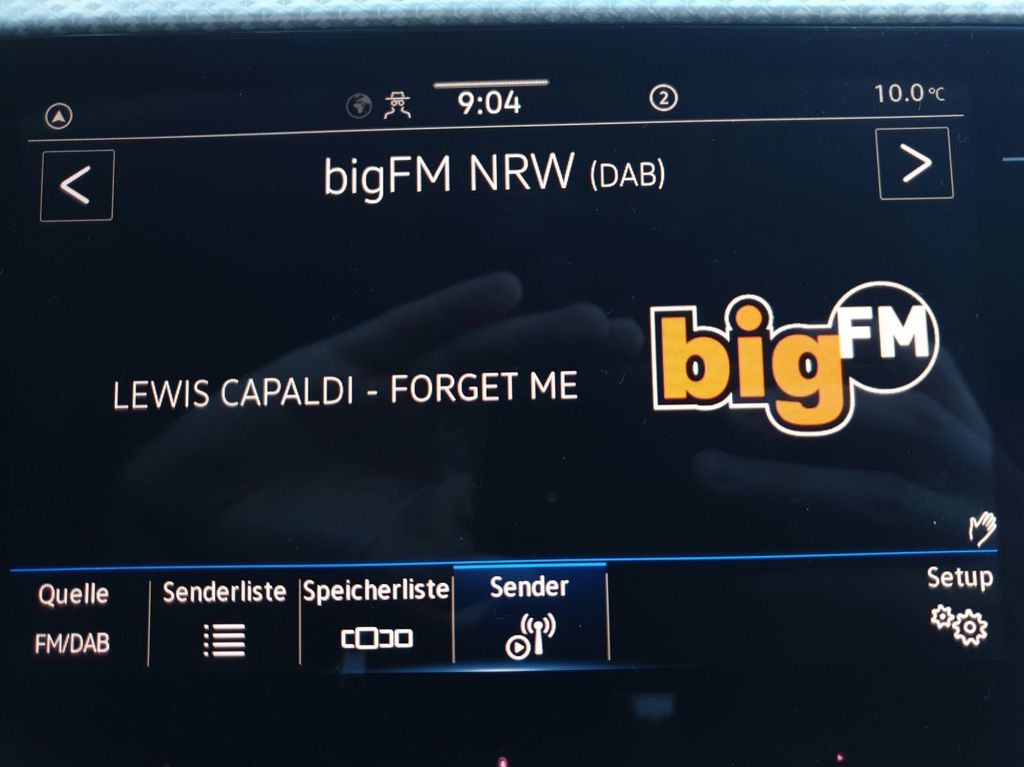 9:04
2
10.0 °C
<
bigFM NRW (DAB)
>
LEWIS CAPALDI - FORGET ME
bigFM
Quelle
FM/DAB
Senderliste
Speicherliste
Sender
Setup